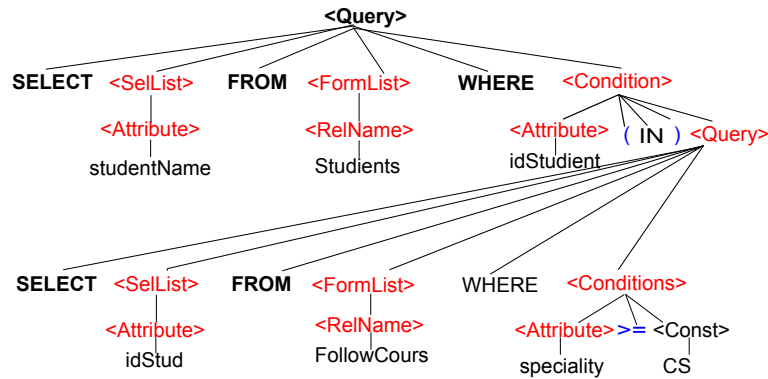 <Query>
SELECT <SelList> FROM <FormList> WHERE <Condition>
<Attribute> <RelName> <Attribute> ( IN ) <Query>
studentName Studients idStudient
SELECT <SelList> FROM <FormList> WHERE <Conditions>
<Attribute> <RelName> <Attribute> >= <Const>
idStud FollowCours speciality CS